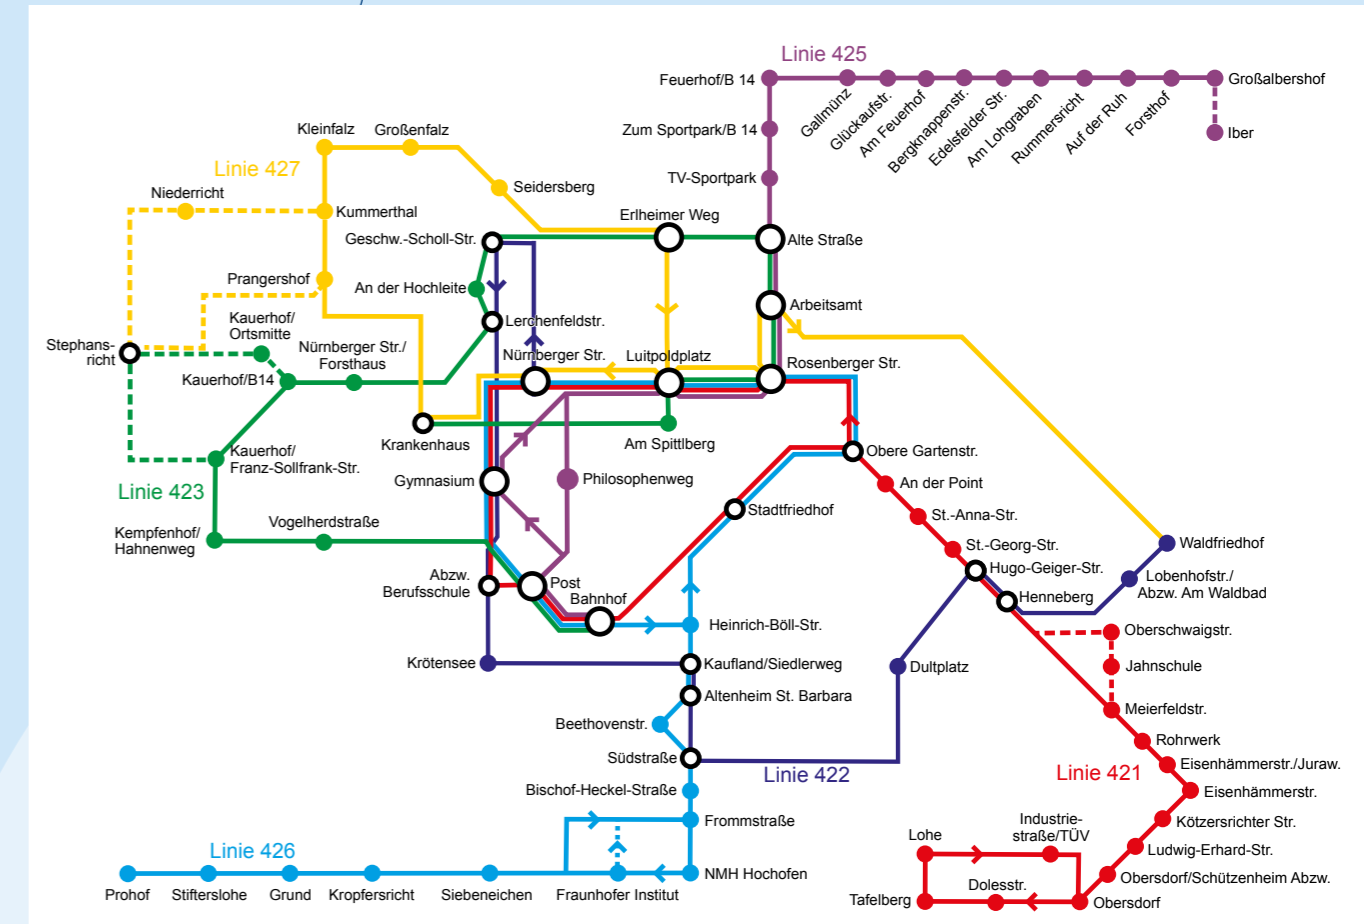 Linie 425
Feuerhof/B 14
Großalbershof
Gallmünz
Glückaufstr.
Am Feuerhof
Bergknappenstr.
Edelsfelder Str.
Am Lohgraben
Rummersricht
Auf der Ruh
Forsthof
Iber
Zum Sportpark/B 14
TV-Sportpark
Kleinfalz
Großenfalz
Linie 427
Niederricht
Seidersberg
Kummerthal
Erlheimer Weg
Geschw.-Scholl-Str.
Alte Straße
Prangershof
An der Hochleite
Arbeitsamt
Kauerhof/
Ortsmitte
Lerchenfeldstr.
Stephans-
richt
Nürnberger Str./
Forsthaus
Nürnberger Str.
Luitpoldplatz
Rosenberger Str.
Kauerhof/B14
Krankenhaus
Am Spittlberg
Obere Gartenstr.
Kauerhof/
Franz-Sollfrank-Str.
Gymnasium
Philosophenweg
An der Point
Linie 423
Stadtfriedhof
St.-Anna-Str.
Kempfenhof/
Hahnenweg
Vogelherdstraße
St.-Georg-Str.
Waldfriedhof
Hugo-Geiger-Str.
Abzw.
Berufsschule
Post
Bahnhof
Lobenhofstr./
Abzw. Am Waldbad
Henneberg
Heinrich-Böll-Str.
Oberschwaigstr.
Krötensee
Kaufland/Siedlerweg
Dultplatz
Jahnschule
Altenheim St. Barbara
Beethovenstr.
Meierfeldstr.
Rohrwerk
Südstraße
Linie 422
Linie 421
Eisenhämmerstr./Juraw.
Bischof-Heckel-Straße
Eisenhämmerstr.
Frommstraße
Industrie-
straße/TÜV
Kötzersrichter Str.
Lohe
Linie 426
Ludwig-Erhard-Str.
NMH Hochofen
Obersdorf/Schützenheim Abzw.
Prohof
Stifterslohe
Grund
Kropfersricht
Siebeneichen
Fraunhofer Institut
Tafelberg
Dolesstr.
Obersdorf